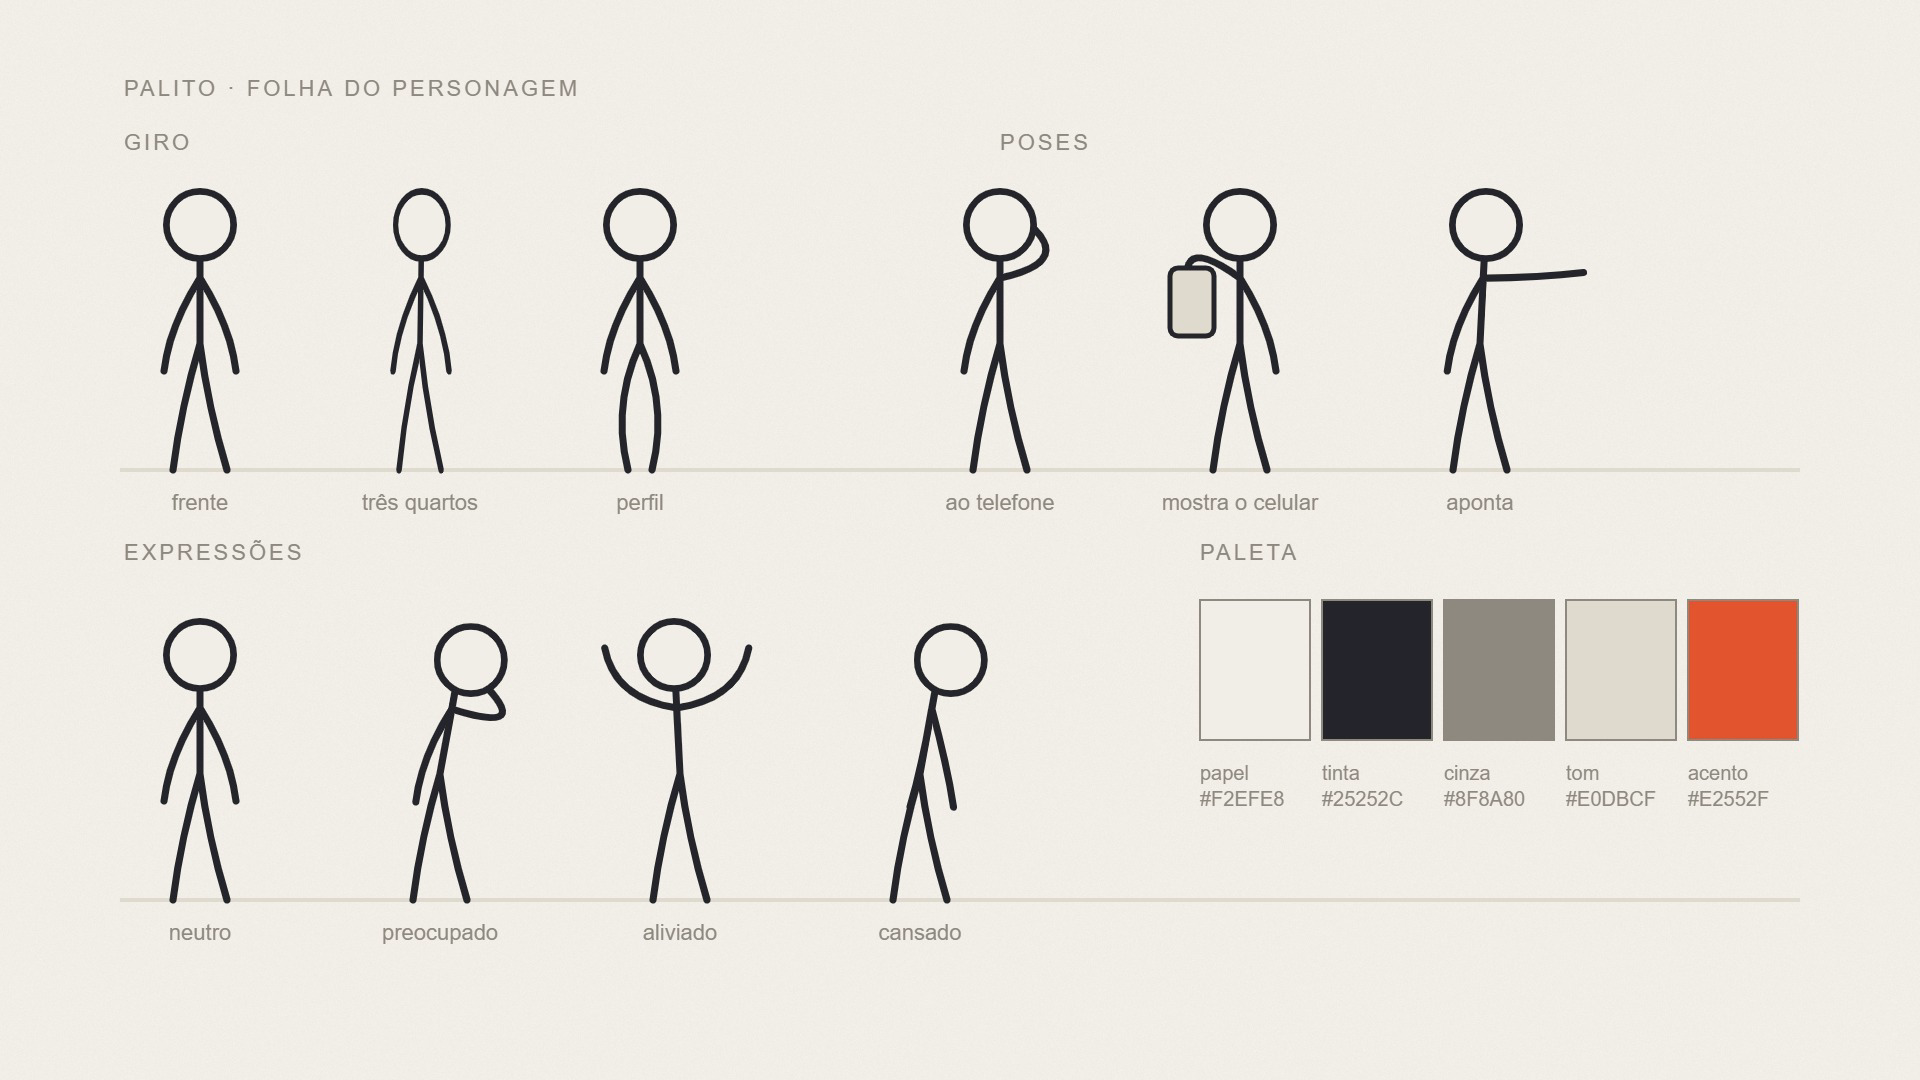 PALITO · FOLHA DO PERSONAGEM
GIRO
POSES
frente
três quartos
perfil
ao telefone
mostra o celular
aponta
EXPRESSÕES
PALETA
papel
#F2EFE8
tinta
#25252C
cinza
#8F8A80
tom
#E0DBCF
acento
#E2552F
neutro
preocupado
aliviado
cansado